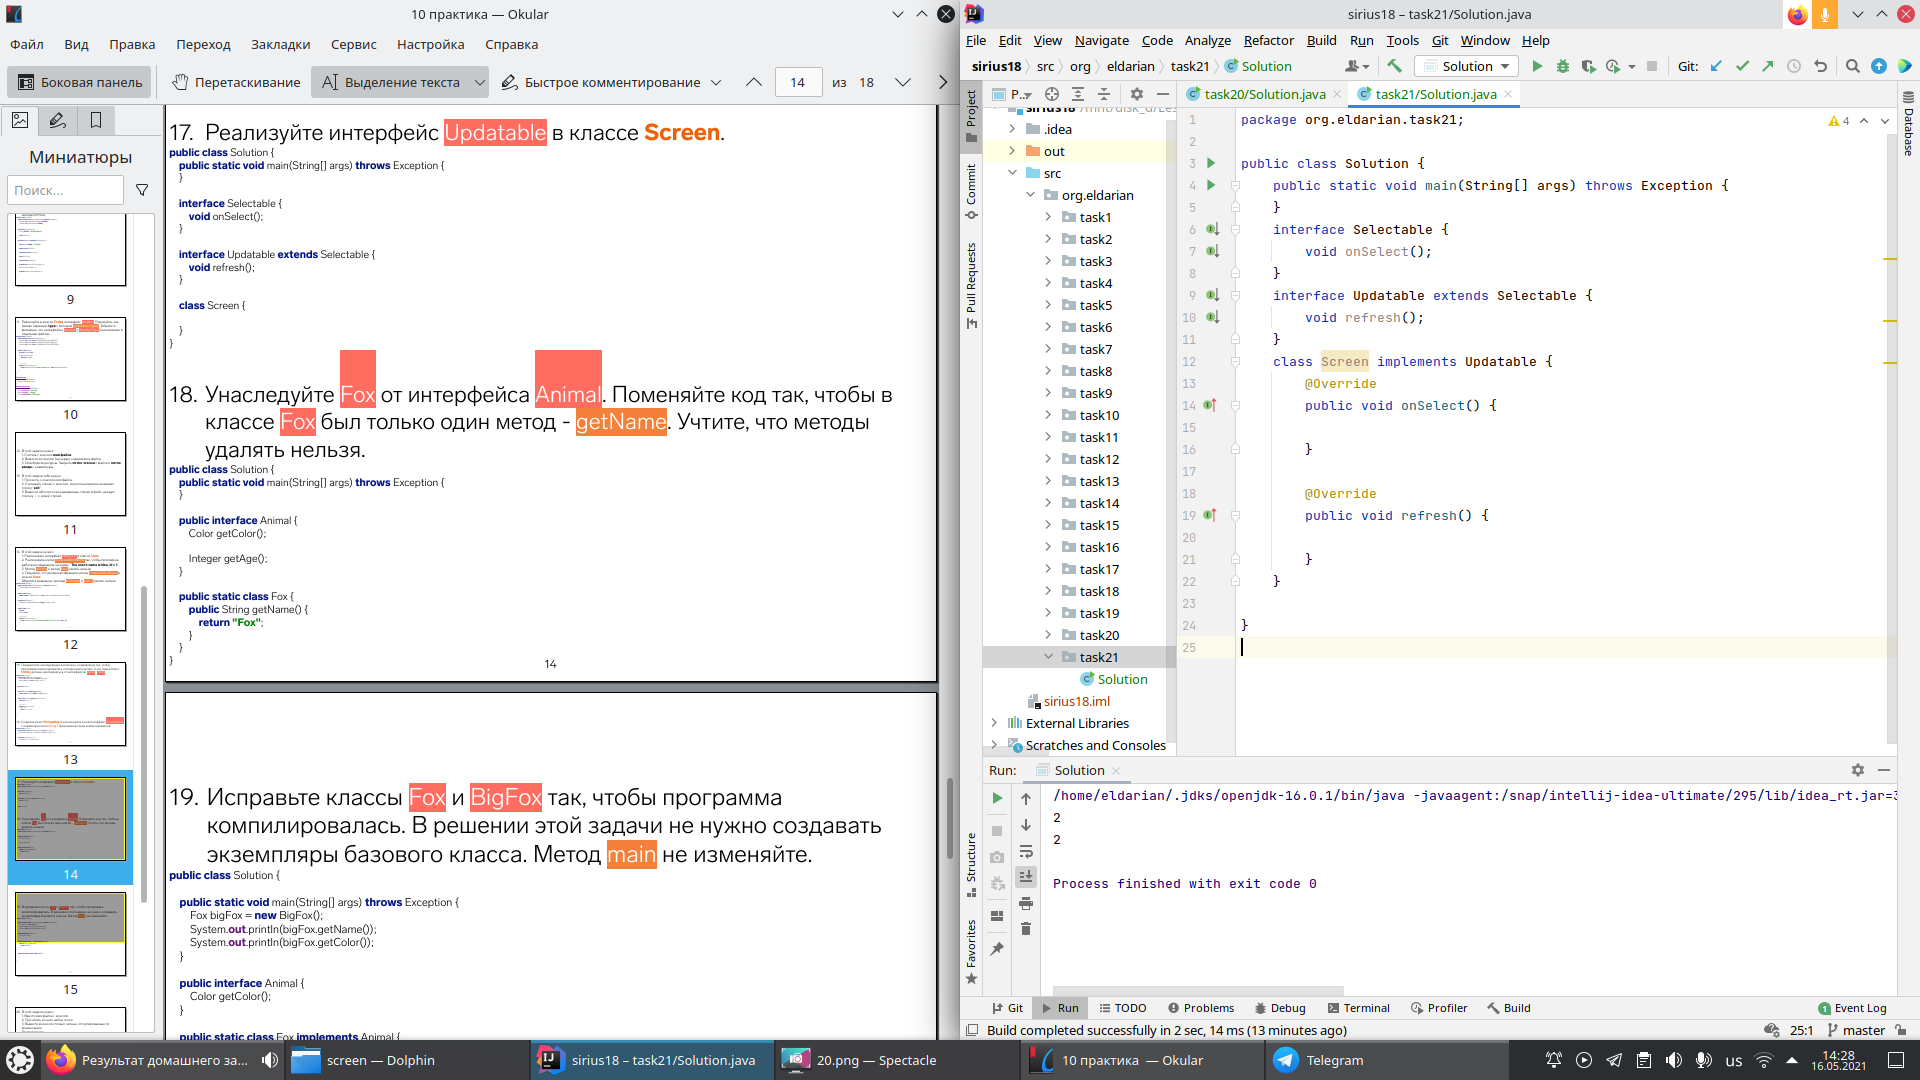 10 практика — Okular
Файл Вид Правка Переход Закладки Сервис Настройка Справка
Боковая панель Перетаскивание Выделение текста Быстрое комментирование 14 из 18
Миниатюры
Поиск...
9
10
11
12
13
14
15
17. Реализуйте интерфейс Updatable в классе Screen.
public class Solution {
public static void main(String[] args) throws Exception {
}
interface Selectable {
void onSelect();
}
interface Updatable extends Selectable {
void refresh();
}
class Screen {
}
}
18. Унаследуйте Fox от интерфейса Animal. Поменяйте код так, чтобы в
классе Fox был только один метод - getName. Учтите, что методы
удалять нельзя.
public class Solution {
public static void main(String[] args) throws Exception {
}
public interface Animal {
Color getColor();
Integer getAge();
}
public static class Fox {
public String getName() {
return "Fox";
}
}
}
14
19. Исправьте классы Fox и BigFox так, чтобы программа
компилировалась. В решении этой задачи не нужно создавать
экземпляры базового класса. Метод main не изменяйте.
public class Solution {
public static void main(String[] args) throws Exception {
Fox bigFox = new BigFox();
System.out.println(bigFox.getName());
System.out.println(bigFox.getColor());
}
public interface Animal {
Color getColor();
}
public static class Fox implements Animal {
sirius18 – task21/Solution.java
File Edit View Navigate Code Analyze Refactor Build Run Tools Git Window Help
sirius18 src org eldarian task21 Solution Solution Git:
Project
Commit
Pull Requests
Structure
Favorites
P..
.idea
out
src
org.eldarian
task1
task2
task3
task4
task5
task6
task7
task8
task9
task10
task11
task12
task13
task14
task15
task16
task17
task18
task19
task20
task21
Solution
sirius18.iml
External Libraries
Scratches and Consoles
task20/Solution.java task21/Solution.java
4
Database
1 package org.eldarian.task21;
2
3 public class Solution {
4 public static void main(String[] args) throws Exception {
5 }
6 interface Selectable {
7 void onSelect();
8 }
9 interface Updatable extends Selectable {
10 void refresh();
11 }
12 class Screen implements Updatable {
13 @Override
14 public void onSelect() {
15
16 }
17
18 @Override
19 public void refresh() {
20
21 }
22 }
23
24 }
25
Run: Solution
/home/eldarian/.jdks/openjdk-16.0.1/bin/java -javaagent:/snap/intellij-idea-ultimate/295/lib/idea_rt.jar=3
2
2
Process finished with exit code 0
Git Run TODO Problems Debug Terminal Profiler Build 1 Event Log
Build completed successfully in 2 sec, 14 ms (13 minutes ago) 25:1 master
Результат домашнего за... screen — Dolphin sirius18 – task21/Solution.java 20.png — Spectacle 10 практика — Okular Telegram us 14:28
16.05.2021